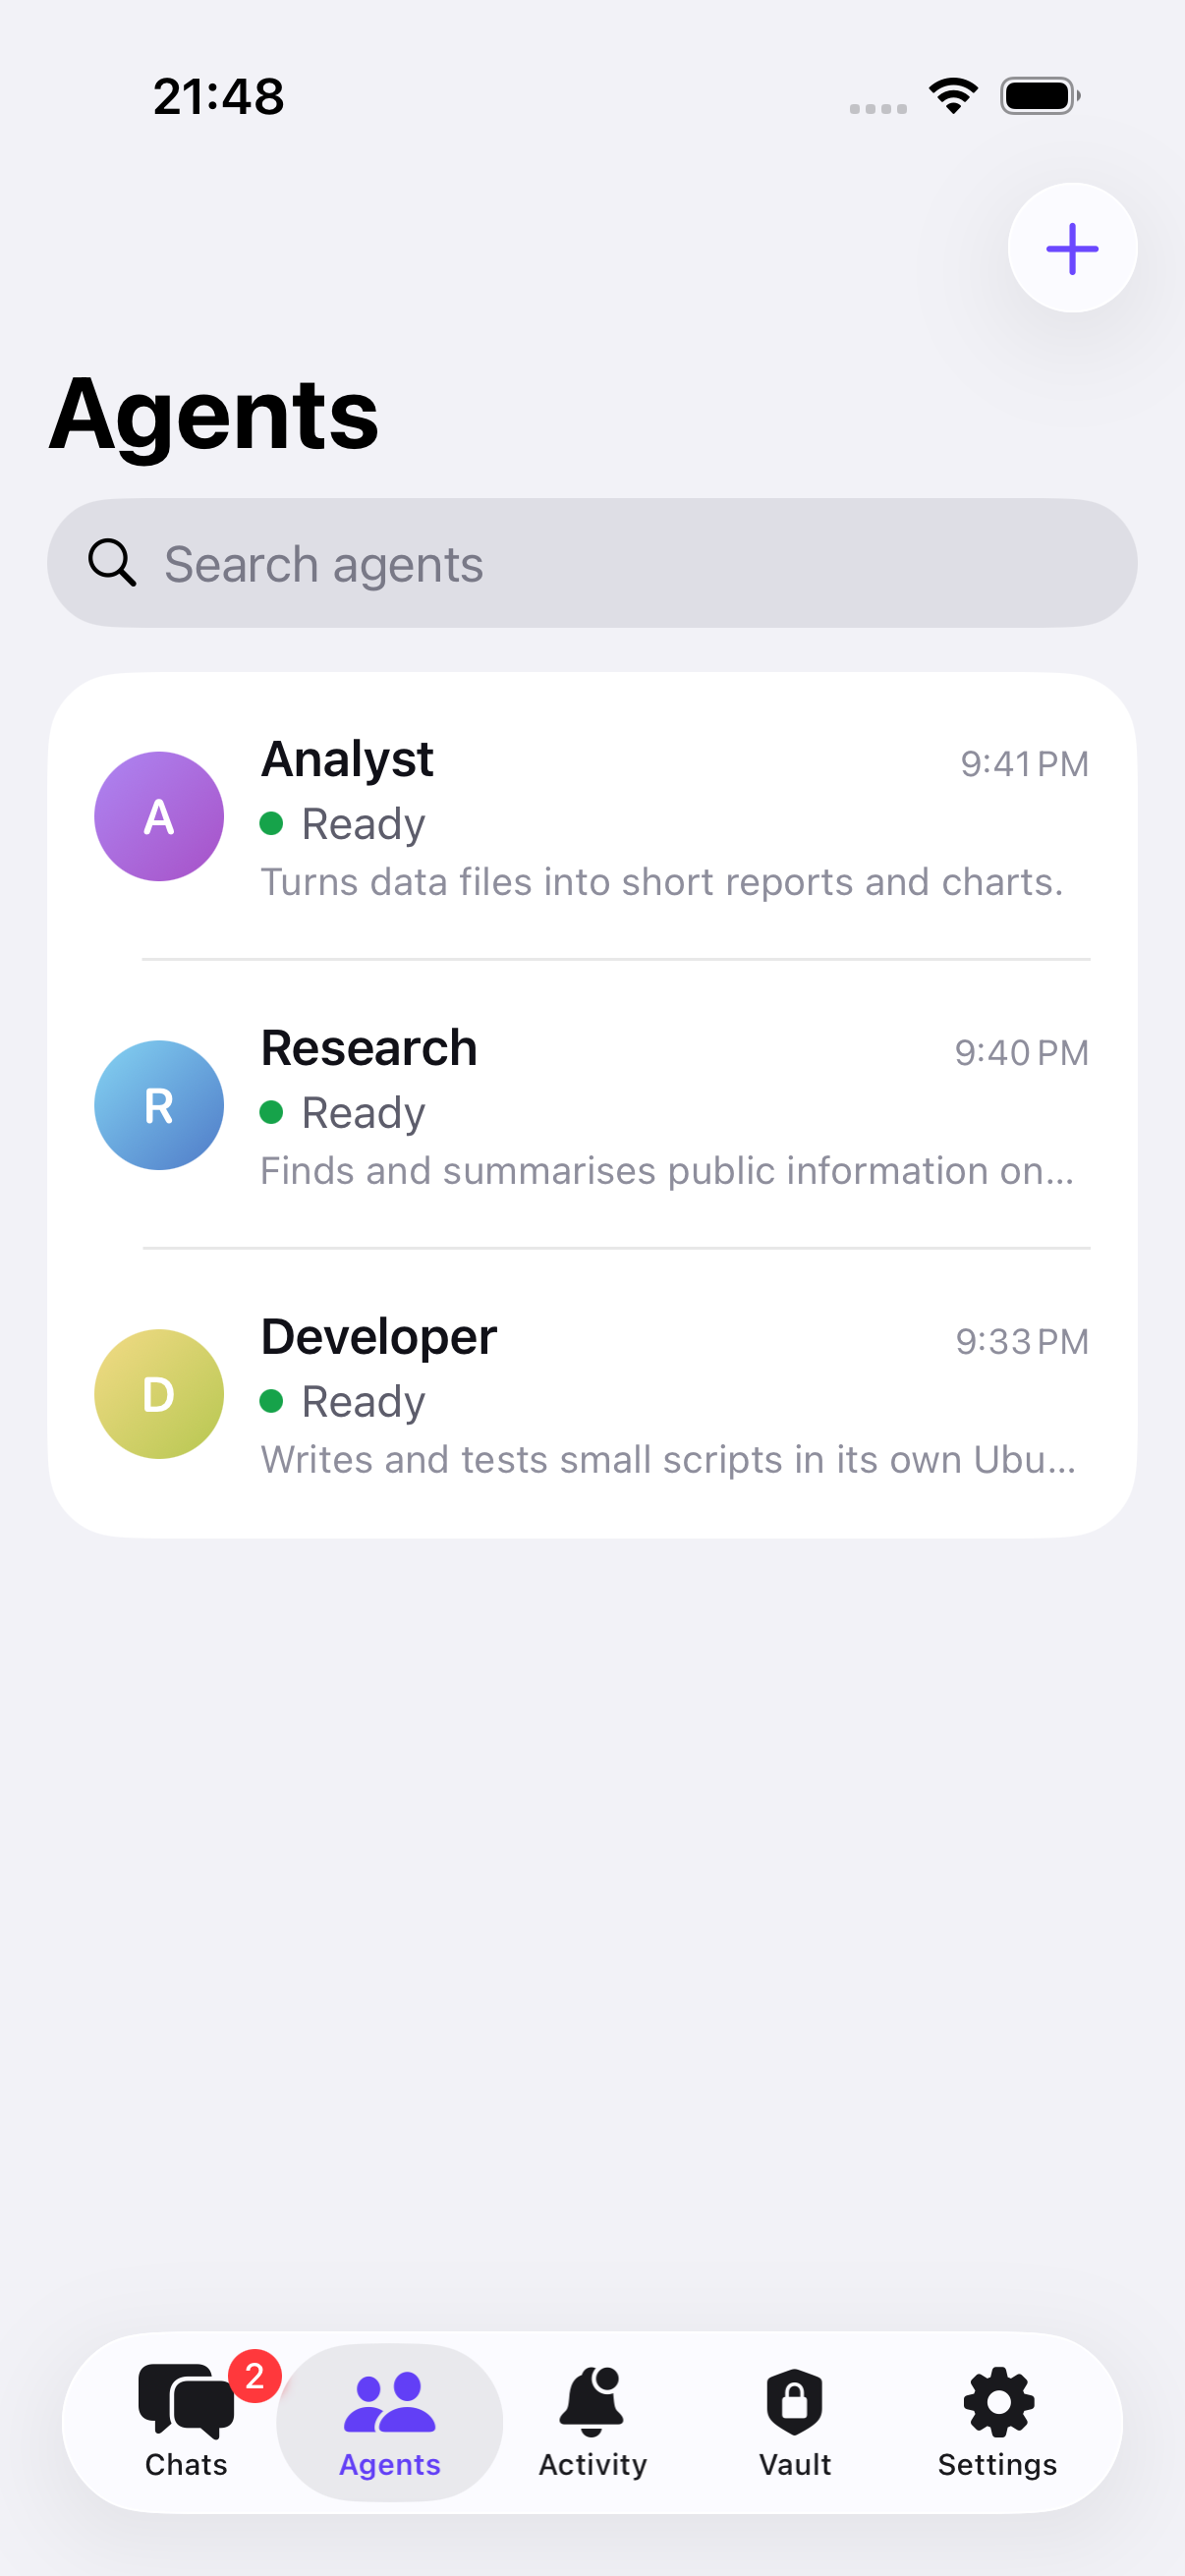 21:48
Agents
Search agents
A
Analyst
9:41 PM
Ready
Turns data files into short reports and charts.
R
Research
9:40 PM
Ready
Finds and summarises public information on...
D
Developer
9:33 PM
Ready
Writes and tests small scripts in its own Ubu...
2
Chats
Agents
Activity
Vault
Settings